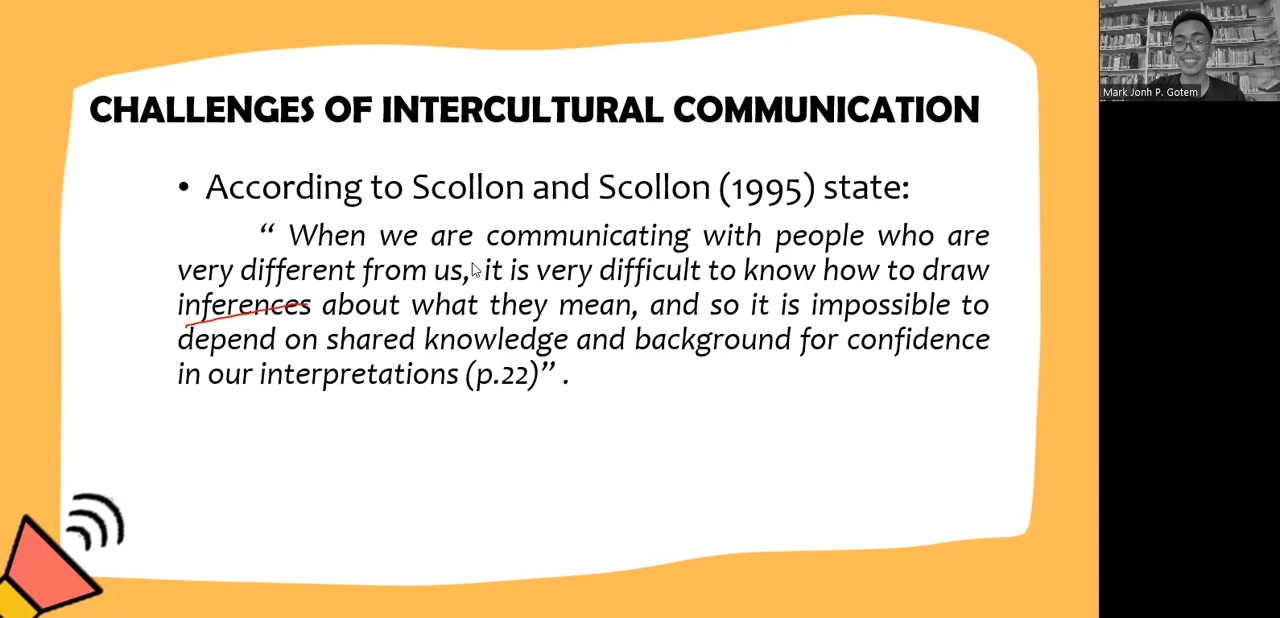 CHALLENGES OF INTERCULTURAL COMMUNICATION
• According to Scollon and Scollon (1995) state:
“ When we are communicating with people who are
very different from us, it is very difficult to know how to draw
inferences about what they mean, and so it is impossible to
depend on shared knowledge and background for confidence
in our interpretations (p.22)” .
Mark Jonh P. Gotem